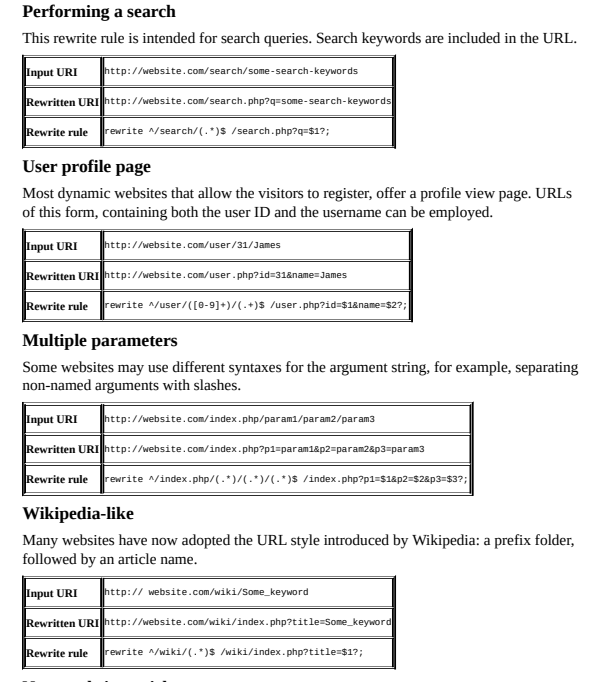 Performing a search
This rewrite rule is intended for search queries. Search keywords are included in the URL.
Input URI http://website.com/search/some-search-keywords
Rewritten URI http://website.com/search.php?q=some-search-keywords
Rewrite rule rewrite ^/search/(.*)$ /search.php?q=$1?;
User profile page
Most dynamic websites that allow the visitors to register, offer a profile view page. URLs
of this form, containing both the user ID and the username can be employed.
Input URI http://website.com/user/31/James
Rewritten URI http://website.com/user.php?id=31&name=James
Rewrite rule rewrite ^/user/([0-9]+)/(.+)$ /user.php?id=$1&name=$2?;
Multiple parameters
Some websites may use different syntaxes for the argument string, for example, separating
non-named arguments with slashes.
Input URI http://website.com/index.php/param1/param2/param3
Rewritten URI http://website.com/index.php?p1=param1&p2=param2&p3=param3
Rewrite rule rewrite ^/index.php/(.*)/(.*)/(.*)$ /index.php?p1=$1&p2=$2&p3=$3?;
Wikipedia-like
Many websites have now adopted the URL style introduced by Wikipedia: a prefix folder,
followed by an article name.
Input URI http:// website.com/wiki/Some_keyword
Rewritten URI http://website.com/wiki/index.php?title=Some_keyword
Rewrite rule rewrite ^/wiki/(.*)$ /wiki/index.php?title=$1?;